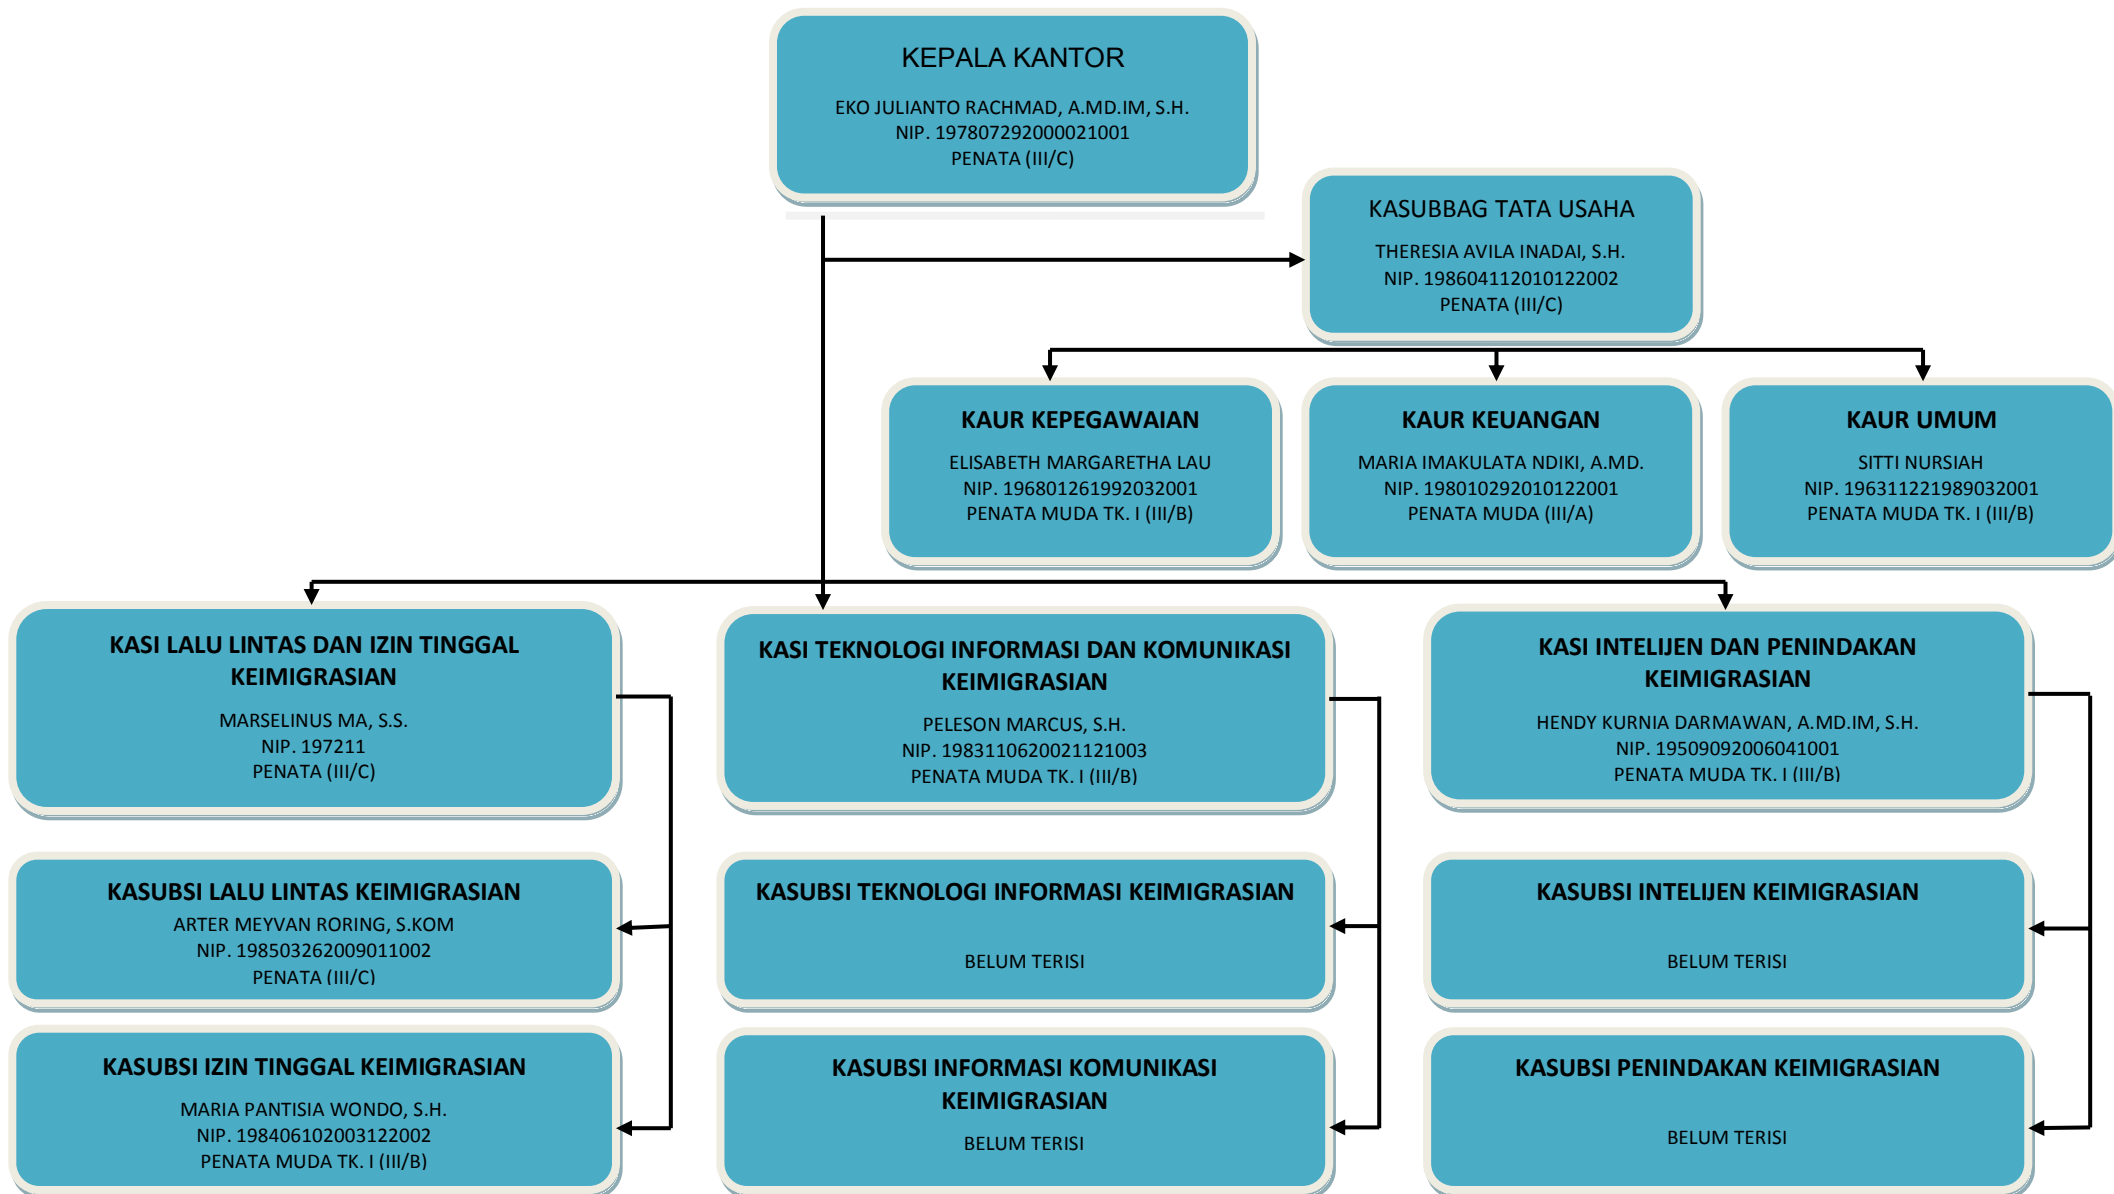 KEPALA KANTOR
EKO JULIANTO RACHMAD, A.MD.IM, S.H.
NIP. 197807292000021001
PENATA (III/C)
KASUBBAG TATA USAHA
THERESIA AVILA INADAI, S.H.
NIP. 198604112010122002
PENATA (III/C)
KAUR KEPEGAWAIAN
ELISABETH MARGARETHA LAU
NIP. 196801261992032001
PENATA MUDA TK. I (III/B)
KAUR KEUANGAN
MARIA IMAKULATA NDIKI, A.MD.
NIP. 198010292010122001
PENATA MUDA (III/A)
KAUR UMUM
SITTI NURSIAH
NIP. 196311221989032001
PENATA MUDA TK. I (III/B)
KASI LALU LINTAS DAN IZIN TINGGAL
KEIMIGRASIAN
MARSELINUS MA, S.S.
NIP. 197211
PENATA (III/C)
KASI TEKNOLOGI INFORMASI DAN KOMUNIKASI
KEIMIGRASIAN
PELESON MARCUS, S.H.
NIP. 1983110620021121003
PENATA MUDA TK. I (III/B)
KASI INTELIJEN DAN PENINDAKAN
KEIMIGRASIAN
HENDY KURNIA DARMAWAN, A.MD.IM, S.H.
NIP. 19509092006041001
PENATA MUDA TK. I (III/B)
KASUBSI LALU LINTAS KEIMIGRASIAN
ARTER MEYVAN RORING, S.KOM
NIP. 198503262009011002
PENATA (III/C)
KASUBSI TEKNOLOGI INFORMASI KEIMIGRASIAN
BELUM TERISI
KASUBSI INTELIJEN KEIMIGRASIAN
BELUM TERISI
KASUBSI IZIN TINGGAL KEIMIGRASIAN
MARIA PANTISIA WONDO, S.H.
NIP. 198406102003122002
PENATA MUDA TK. I (III/B)
KASUBSI INFORMASI KOMUNIKASI
KEIMIGRASIAN
BELUM TERISI
KASUBSI PENINDAKAN KEIMIGRASIAN
BELUM TERISI